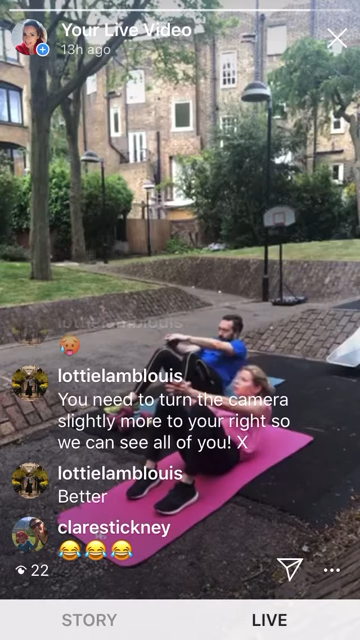 Your Live Video
13h ago
lottielamblouis
🥵
lottielamblouis
You need to turn the camera
slightly more to your right so
we can see all of you! X
lottielamblouis
Better
clarestickney
😂😂😂
22
STORY
LIVE